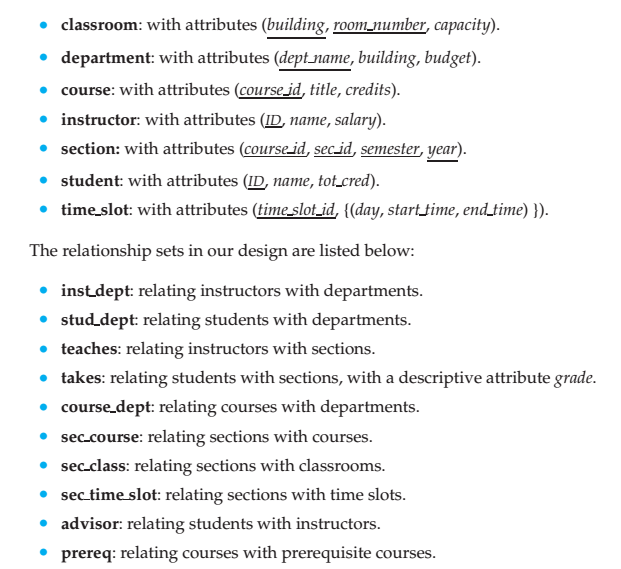 • classroom: with attributes (building, room_number, capacity).
• department: with attributes (dept_name, building, budget).
• course: with attributes (course_id, title, credits).
• instructor: with attributes (ID, name, salary).
• section: with attributes (course_id, sec_id, semester, year).
• student: with attributes (ID, name, tot_cred).
• time_slot: with attributes (time_slot_id, {(day, start_time, end_time) }).
The relationship sets in our design are listed below:
• inst_dept: relating instructors with departments.
• stud_dept: relating students with departments.
• teaches: relating instructors with sections.
• takes: relating students with sections, with a descriptive attribute grade.
• course_dept: relating courses with departments.
• sec_course: relating sections with courses.
• sec_class: relating sections with classrooms.
• sec_time_slot: relating sections with time slots.
• advisor: relating students with instructors.
• prereq: relating courses with prerequisite courses.